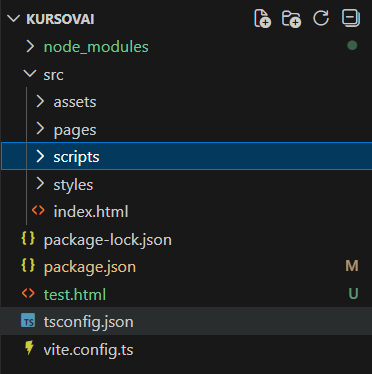 KURSOVAI
node_modules
src
assets
pages
scripts
styles
<> index.html
{} package-lock.json
{} package.json M
<> test.html U
TS tsconfig.json
vite.config.ts